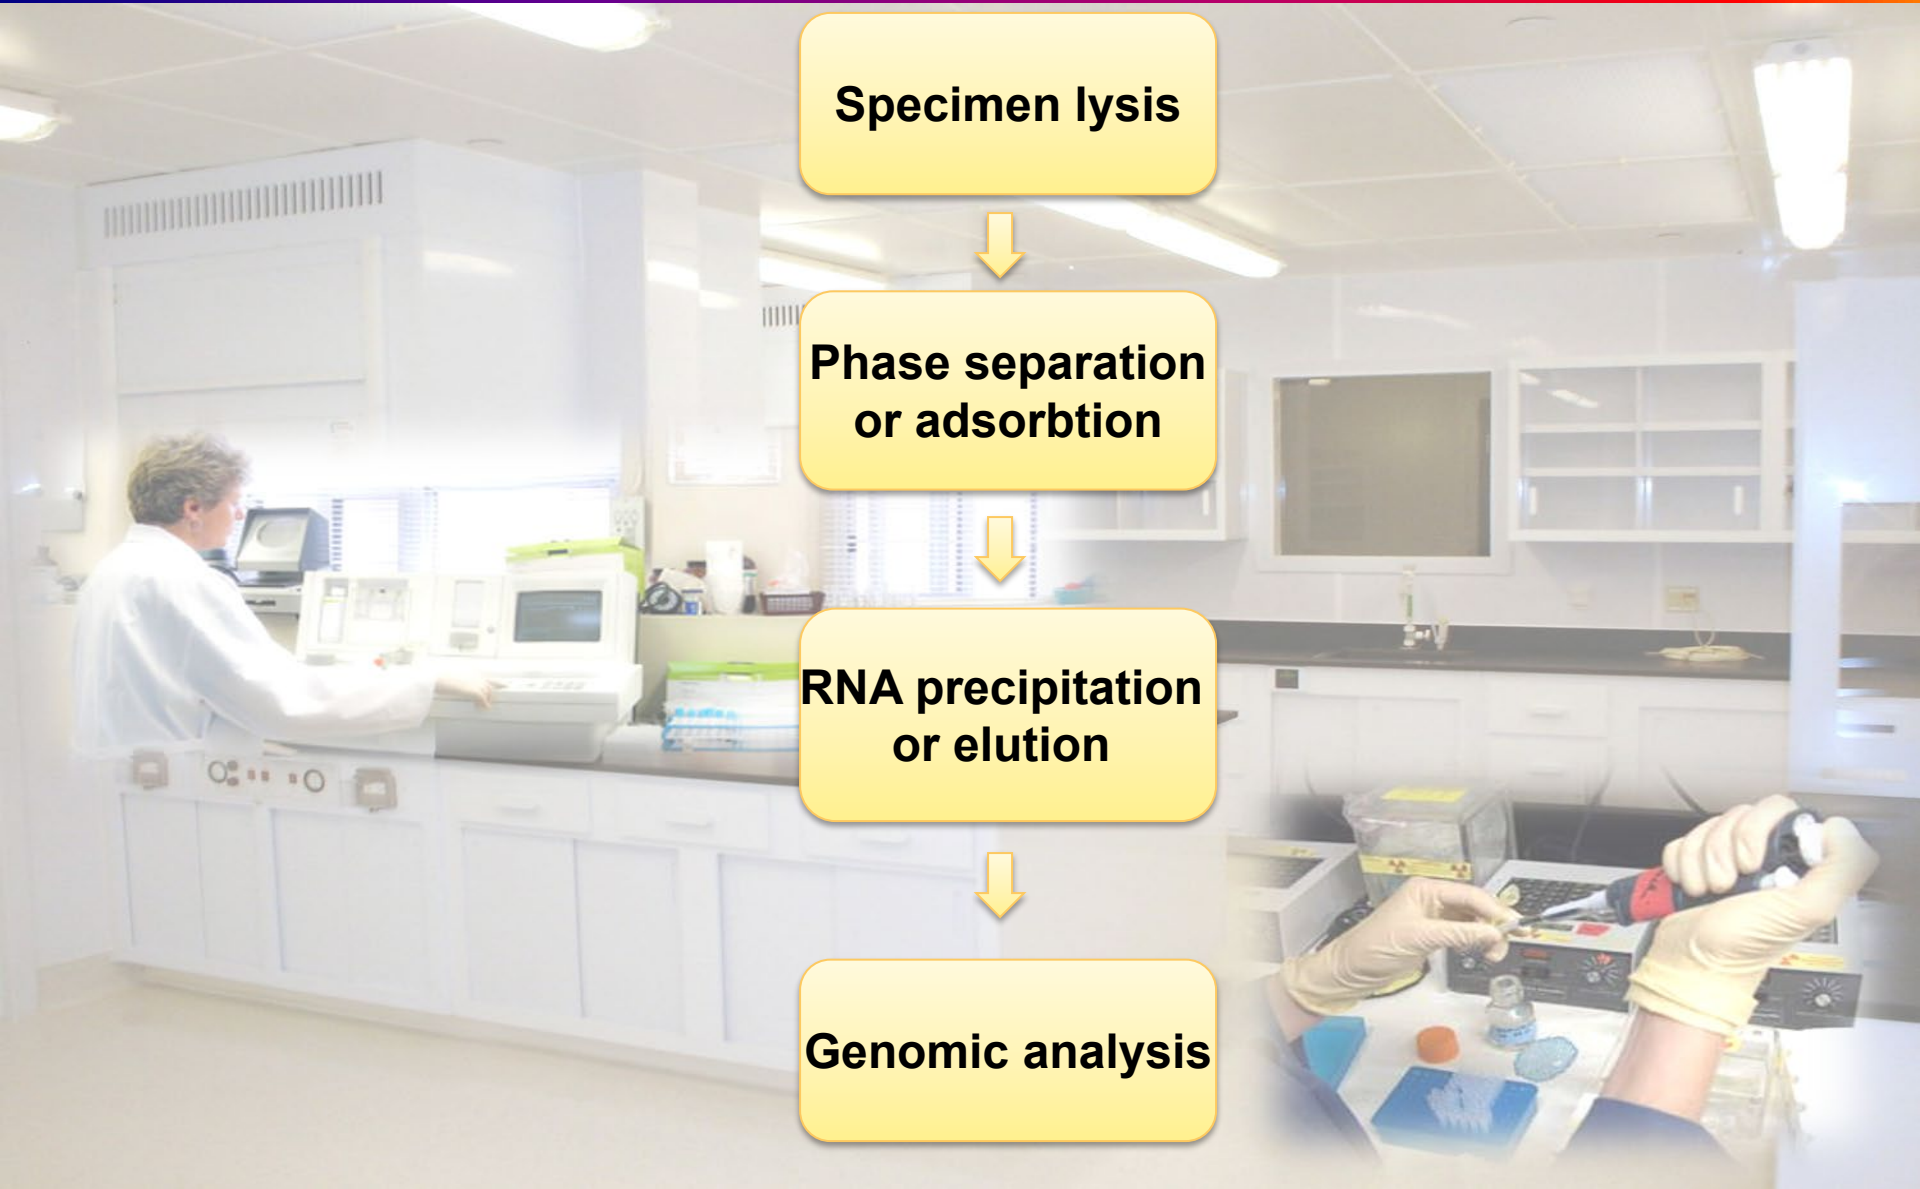 Specimen lysis
Phase separation
or adsorbtion
RNA precipitation
or elution
Genomic analysis